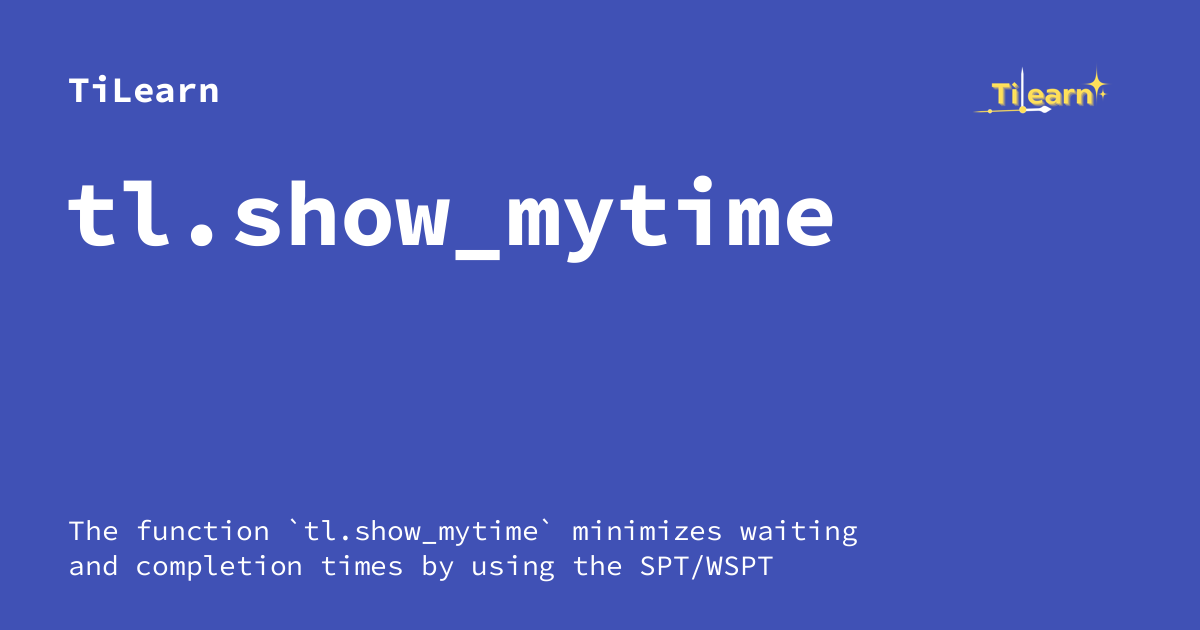 TiLearn
TiLearn
tl.show_mytime
The function `tl.show_mytime` minimizes waiting
and completion times by using the SPT/WSPT